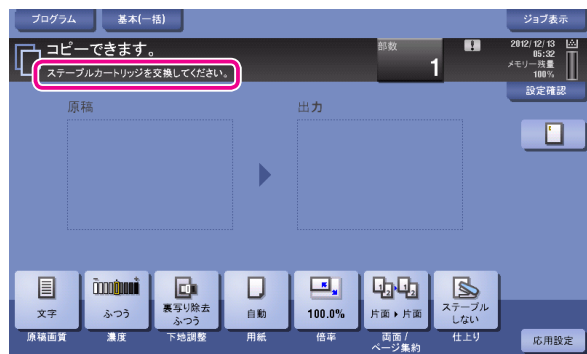 プログラム
基本(一括)
ジョブ表示
コピーできます。
ステープルカートリッジを交換してください。
部数
1
2012/12/13
05:32
メモリー残量
100%
設定確認
原稿
出力
文字
ふつう
裏写り除去
ふつう
自動
100.0%
片面 ▸ 片面
ステープル
しない
原稿画質
濃度
下地調整
用紙
倍率
両面 /
ページ集約
仕上り
応用設定